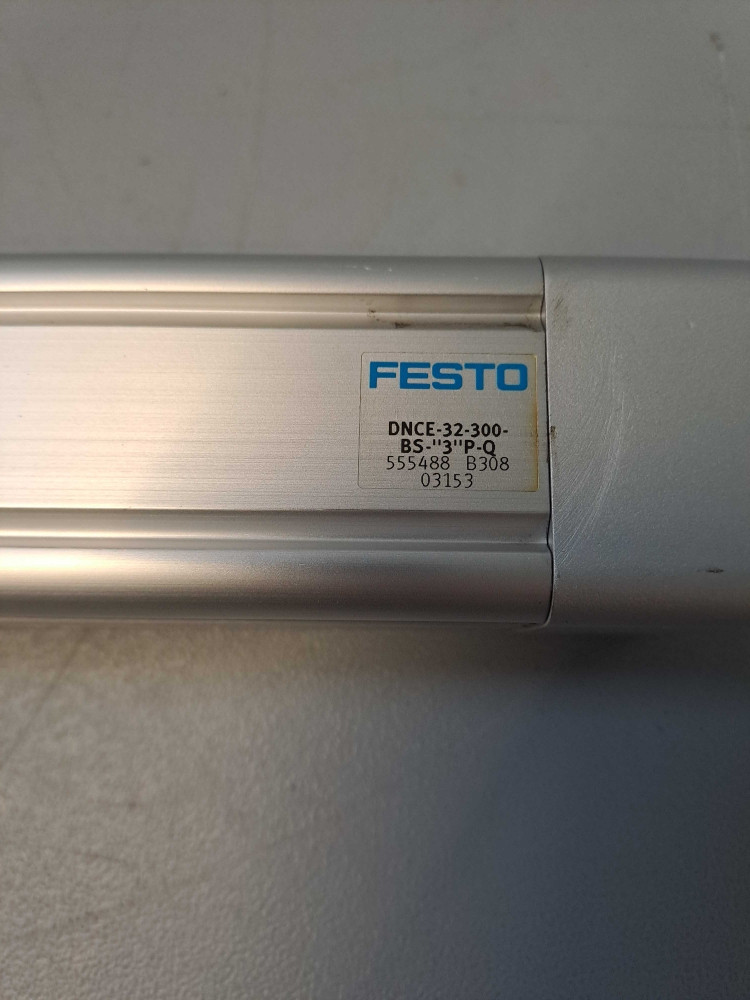 FESTO
DNCE-32-300-
BS-"3"P-Q
555488 B308
03153